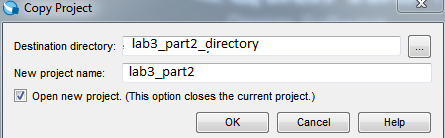 Copy Project
Destination directory: lab3_part2_directory ...
New project name: lab3_part2
Open new project. (This option closes the current project.)
OK Cancel Help